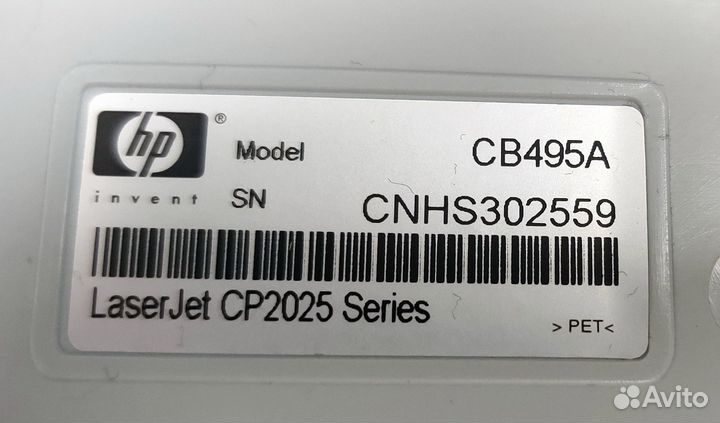 hp ®
invent
Model CB495A
SN CNHS302559
LaserJet CP2025 Series
> PET <
Avito